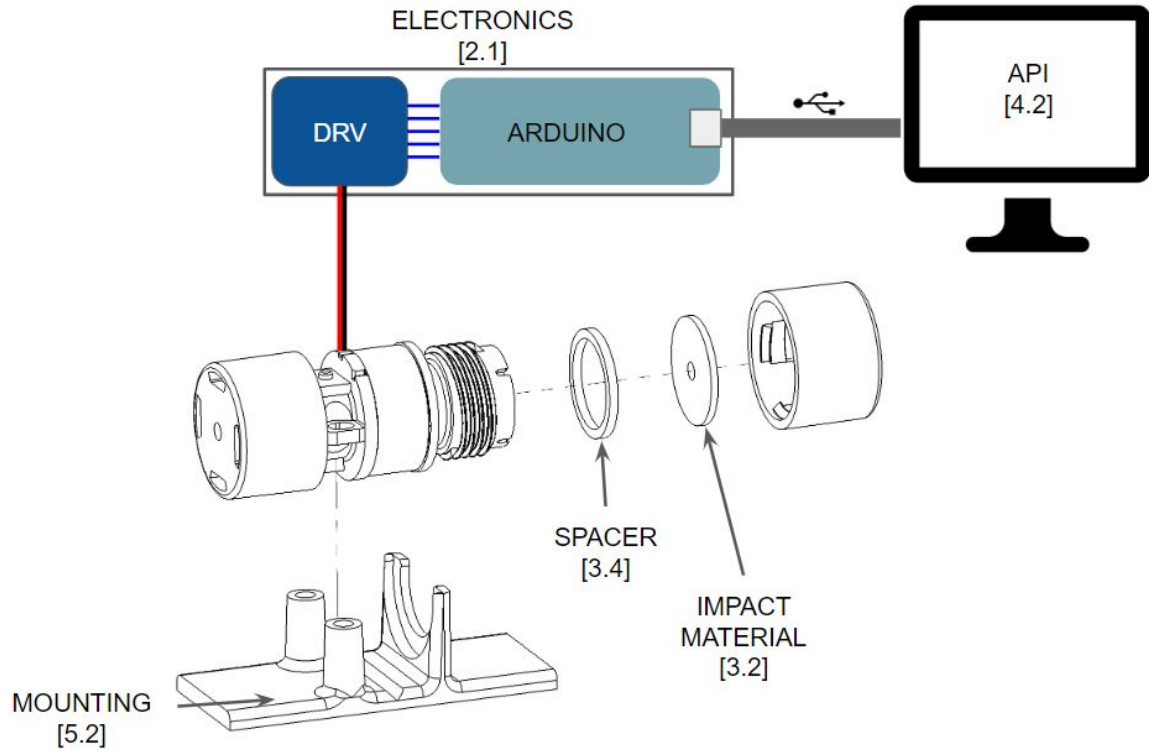 ELECTRONICS
[2.1]
DRV
ARDUINO
API
[4.2]
SPACER
[3.4]
IMPACT
MATERIAL
[3.2]
MOUNTING
[5.2]